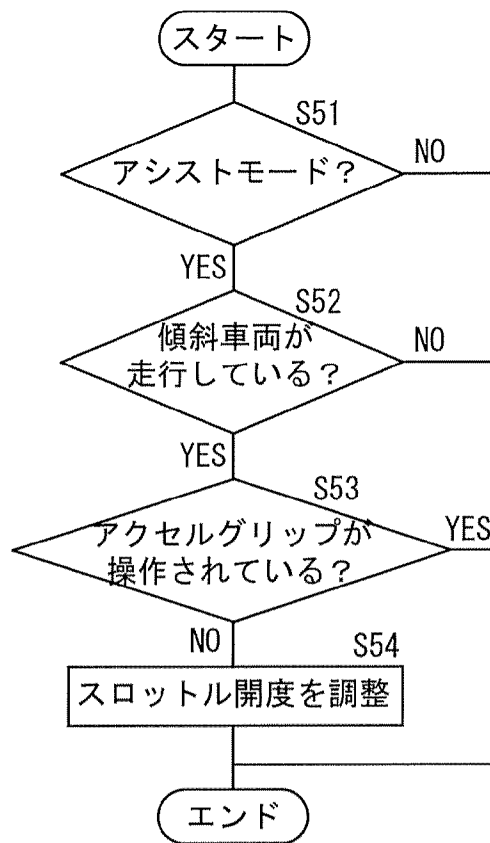 スタート
S51
アシストモード？
NO
YES
S52
傾斜車両が
走行している？
NO
YES
S53
アクセルグリップが
操作されている？
YES
NO
S54
スロットル開度を調整
エンド